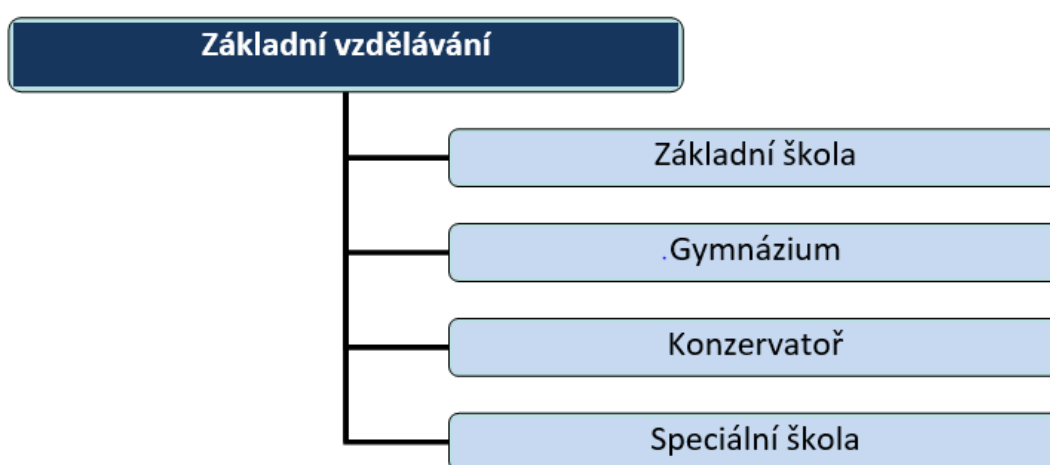 Základní vzdělávání
Základní škola
.Gymnázium
Konzervatoř
Speciální škola